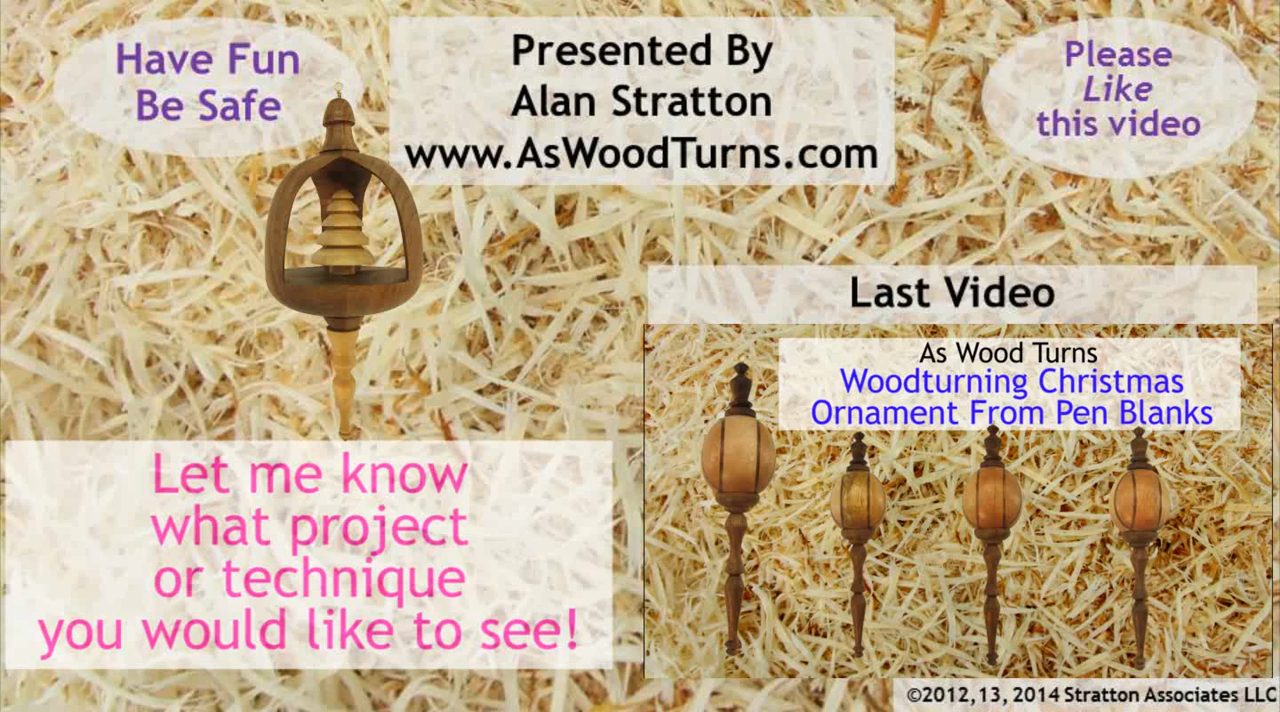 Have Fun
Be Safe
Presented By
Alan Stratton
www.AsWoodTurns.com
Please
Like
this video
Last Video
As Wood Turns
Woodturning Christmas
Ornament From Pen Blanks
Let me know
what project
or technique
you would like to see!
©2012,13, 2014 Stratton Associates LLC